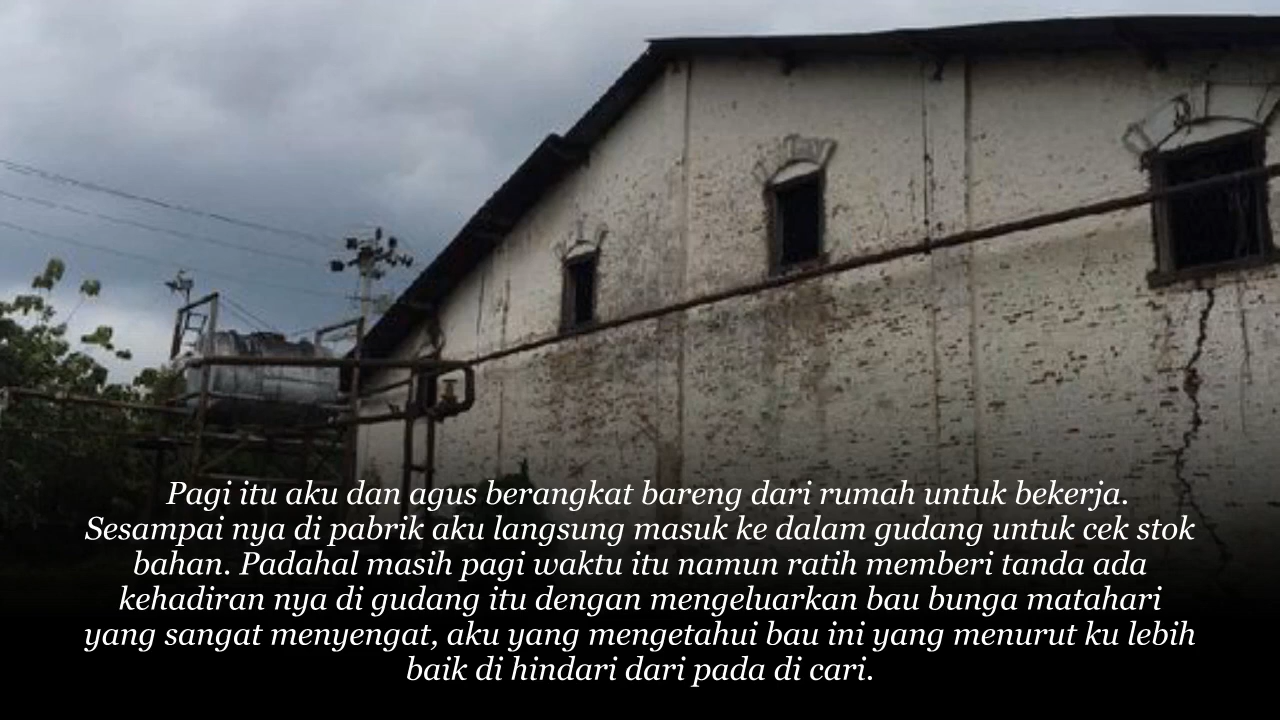 Pagi itu aku dan agus berangkat bareng dari rumah untuk bekerja.
Sesampai nya di pabrik aku langsung masuk ke dalam gudang untuk cek stok
bahan. Padahal masih pagi waktu itu namun ratih memberi tanda ada
kehadiran nya di gudang itu dengan mengeluarkan bau bunga matahari
yang sangat menyengat, aku yang mengetahui bau ini yang menurut ku lebih
baik di hindari dari pada di cari.